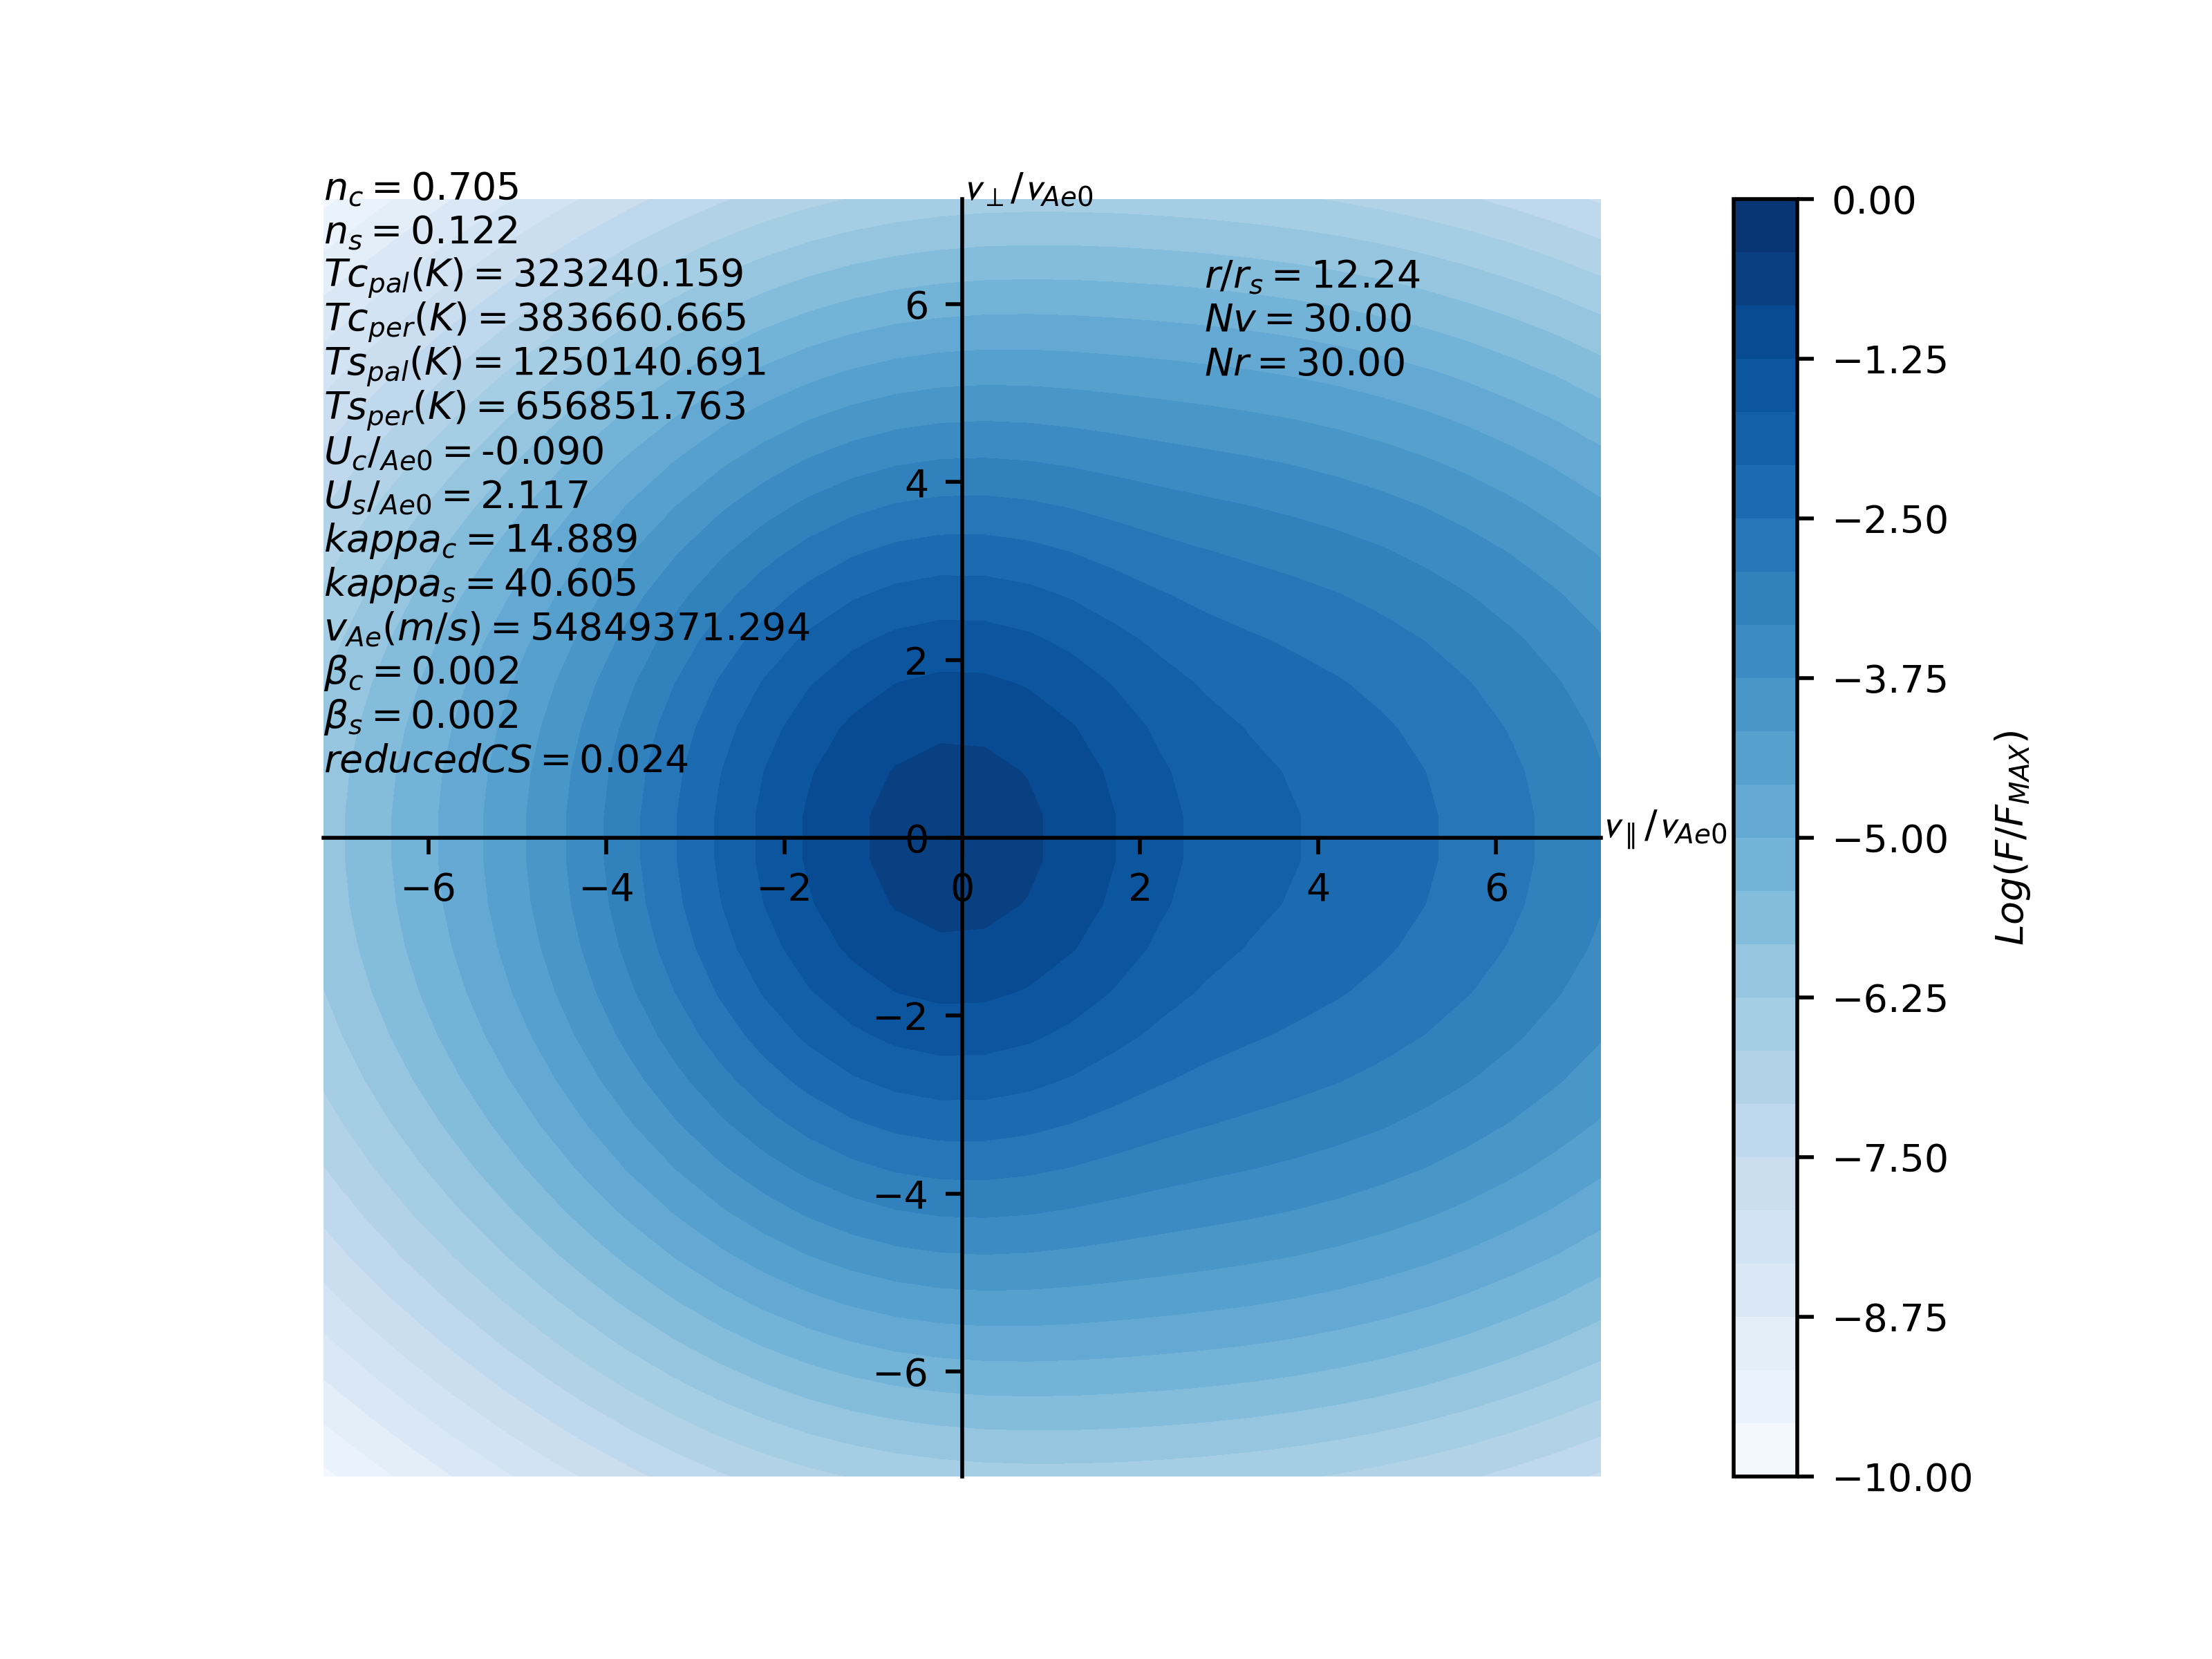 n_c = 0.705
n_s = 0.122
Tc_pal(K) = 323240.159
Tc_per(K) = 383660.665
Ts_pal(K) = 1250140.691
Ts_per(K) = 656851.763
U_c/_Ae0 = -0.090
U_s/_Ae0 = 2.117
kappa_c = 14.889
kappa_s = 40.605
v_Ae(m/s) = 54849371.294
β_c = 0.002
β_s = 0.002
reducedCS = 0.024
v_⊥/v_Ae0
r/r_s = 12.24
Nv = 30.00
Nr = 30.00
6
4
2
0
−2
−4
−6
−6 −4 −2 0 2 4 6
v_∥/v_Ae0
0.00
−1.25
−2.50
−3.75
−5.00
−6.25
−7.50
−8.75
−10.00
Log(F/F_MAX)